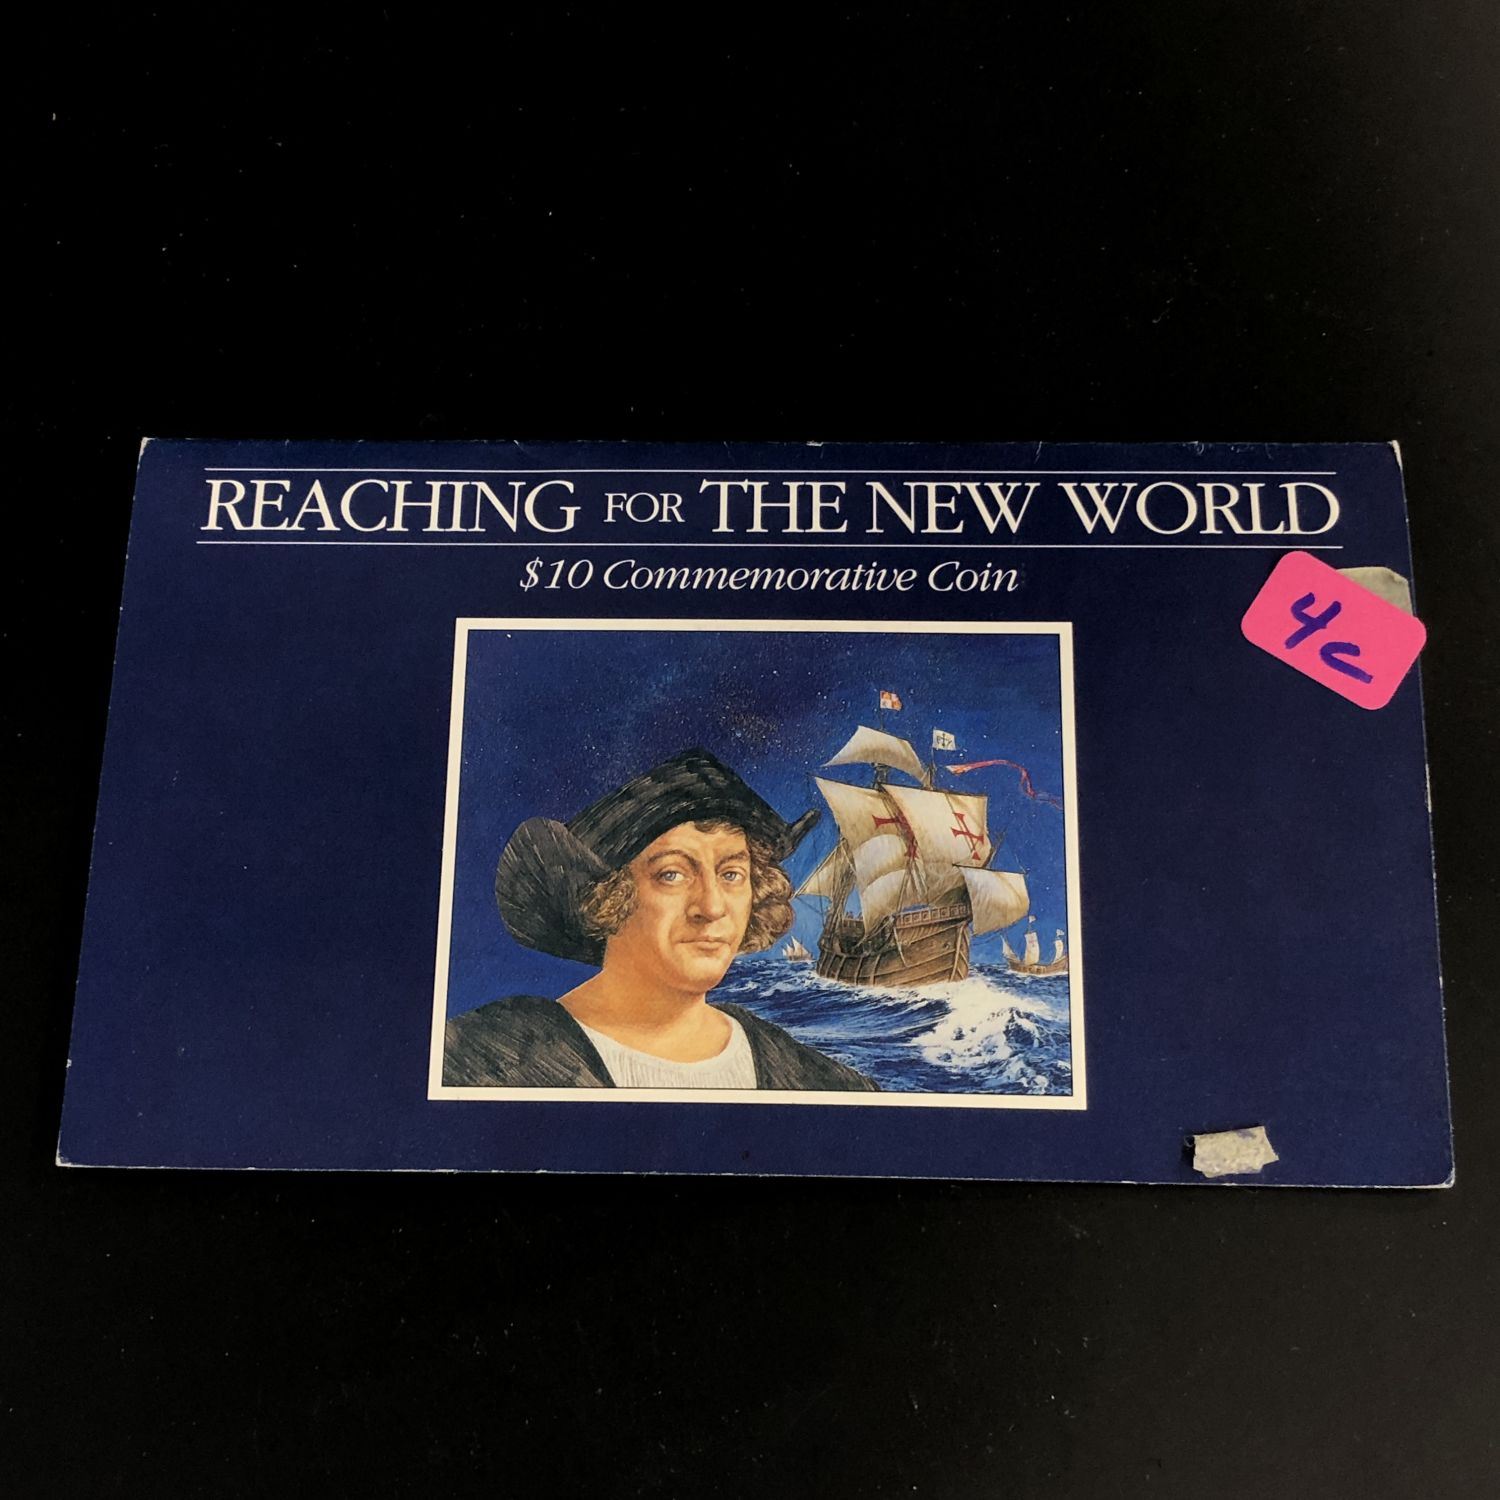 REACHING FOR THE NEW WORLD
$10 Commemorative Coin
4c